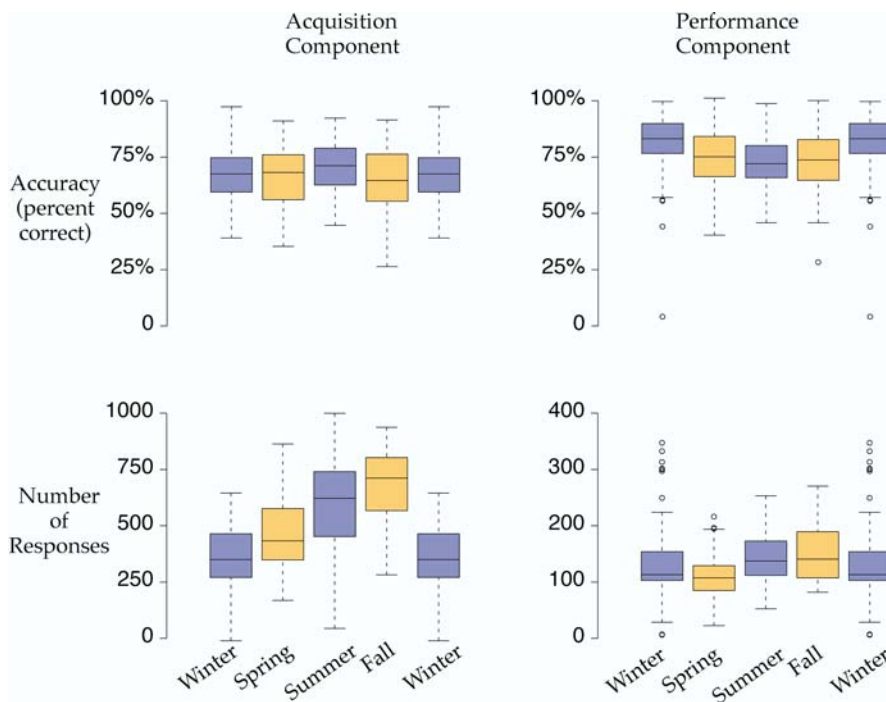 Acquisition
Component
Performance
Component
Accuracy
(percent
correct)
100%
75%
50%
25%
0
100%
75%
50%
25%
0
Number
of
Responses
1000
750
500
250
0
400
300
150
100
0
Winter
Spring
Summer
Fall
Winter
Winter
Spring
Summer
Fall
Winter